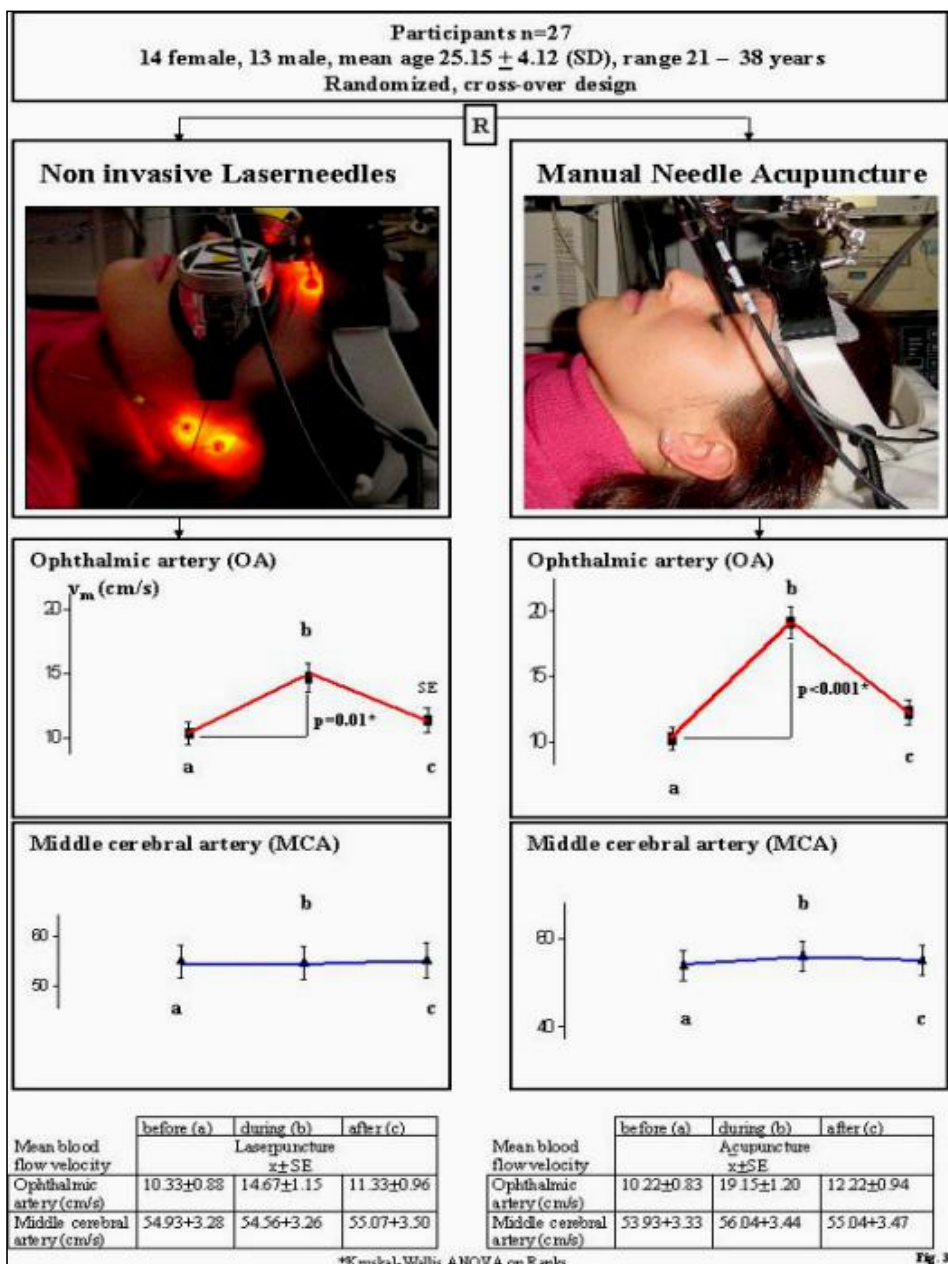 Participants n=27
14 female, 13 male, mean age 25.15 ± 4.12 (SD), range 21 – 38 years
Randomized, cross-over design
R
Non invasive Laserneedles
Manual Needle Acupuncture
Ophthalmic artery (OA)
v_m (cm/s)
20
b
15
SE
p=0.01*
10
a
c
Ophthalmic artery (OA)
b
20
15
p<0.001*
10
a
c
Middle cerebral artery (MCA)
b
60
50
a
c
Middle cerebral artery (MCA)
b
80
40
a
c
before (a) during (b) after (c)
Mean blood flow velocity
Laserpuncture
x±SE
Ophthalmic artery (cm/s) 10.33±0.88 14.67±1.15 11.33±0.96
Middle cerebral artery (cm/s) 54.93+3.28 54.56+3.26 55.07+3.50
before (a) during (b) after (c)
Mean blood flow velocity
Acupuncture
x±SE
Ophthalmic artery (cm/s) 10.22±0.83 19.15±1.20 12.22±0.94
Middle cerebral artery (cm/s) 53.93+3.33 56.04+3.44 55.04+3.47
*Kruskal-Wallis ANOVA on Ranks
Fig. 3